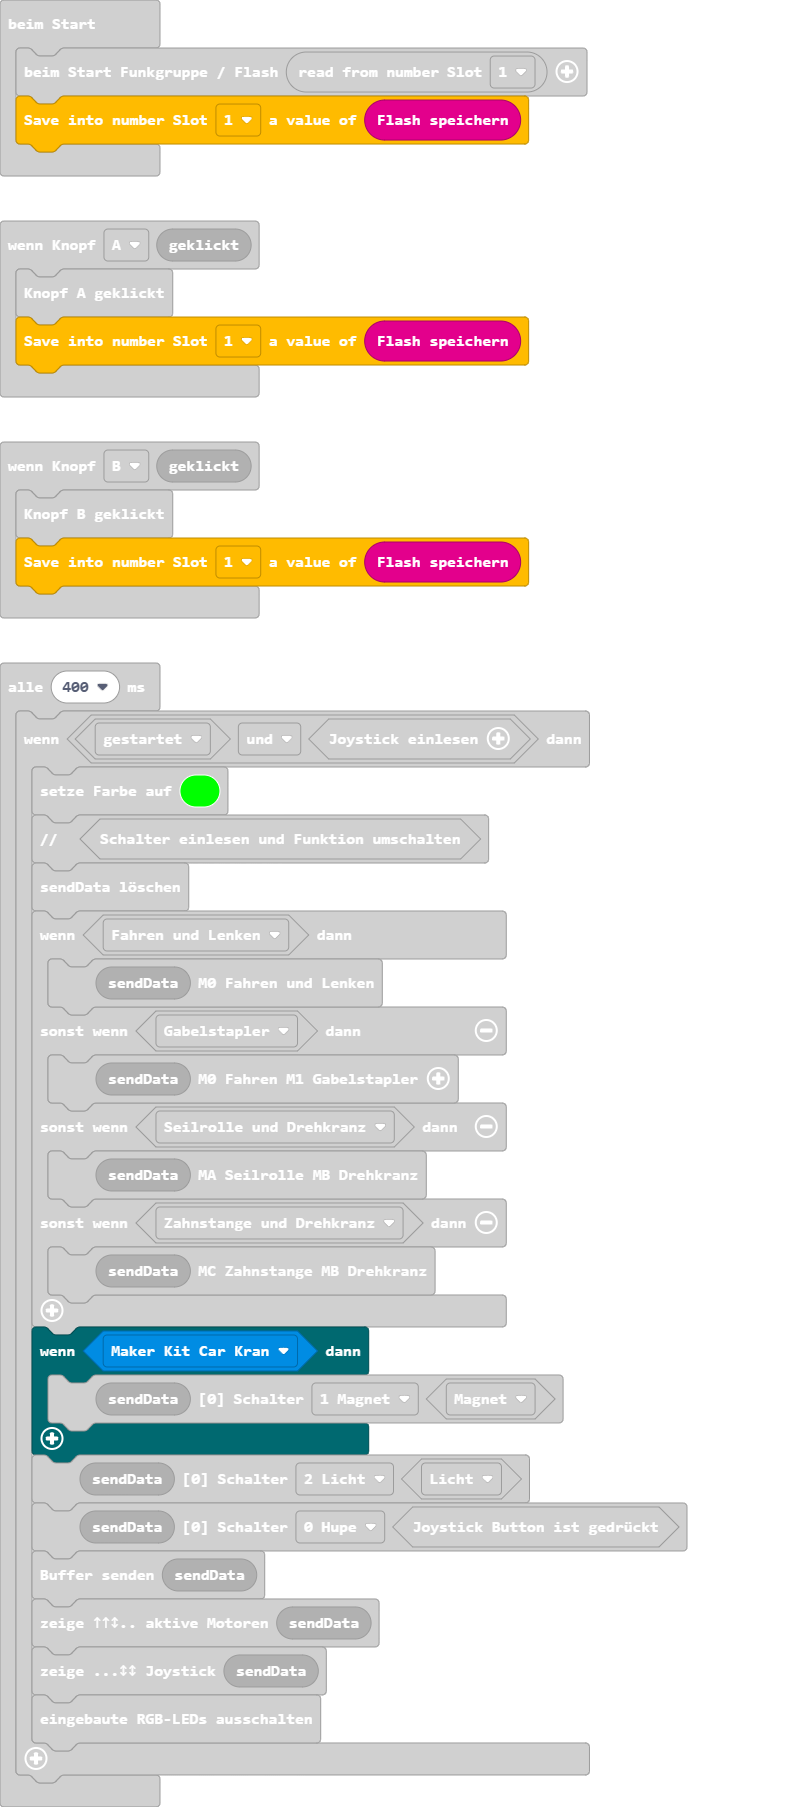 beim Start
beim Start Funkgruppe / Flash read from number Slot 1
Save into number Slot 1 a value of Flash speichern
wenn Knopf A geklickt
Knopf A geklickt
Save into number Slot 1 a value of Flash speichern
wenn Knopf B geklickt
Knopf B geklickt
Save into number Slot 1 a value of Flash speichern
alle 400 ms
wenn gestartet und Joystick einlesen dann
setze Farbe auf
// Schalter einlesen und Funktion umschalten
sendData löschen
wenn Fahren und Lenken dann
sendData M0 Fahren und Lenken
sonst wenn Gabelstapler dann
sendData M0 Fahren M1 Gabelstapler
sonst wenn Seilrolle und Drehkranz dann
sendData MA Seilrolle MB Drehkranz
sonst wenn Zahnstange und Drehkranz dann
sendData MC Zahnstange MB Drehkranz
wenn Maker Kit Car Kran dann
sendData [0] Schalter 1 Magnet Magnet
sendData [0] Schalter 2 Licht Licht
sendData [0] Schalter 0 Hupe Joystick Button ist gedrückt
Buffer senden sendData
zeige ↑↑↕.. aktive Motoren sendData
zeige ...↕↕ Joystick sendData
eingebaute RGB-LEDs ausschalten